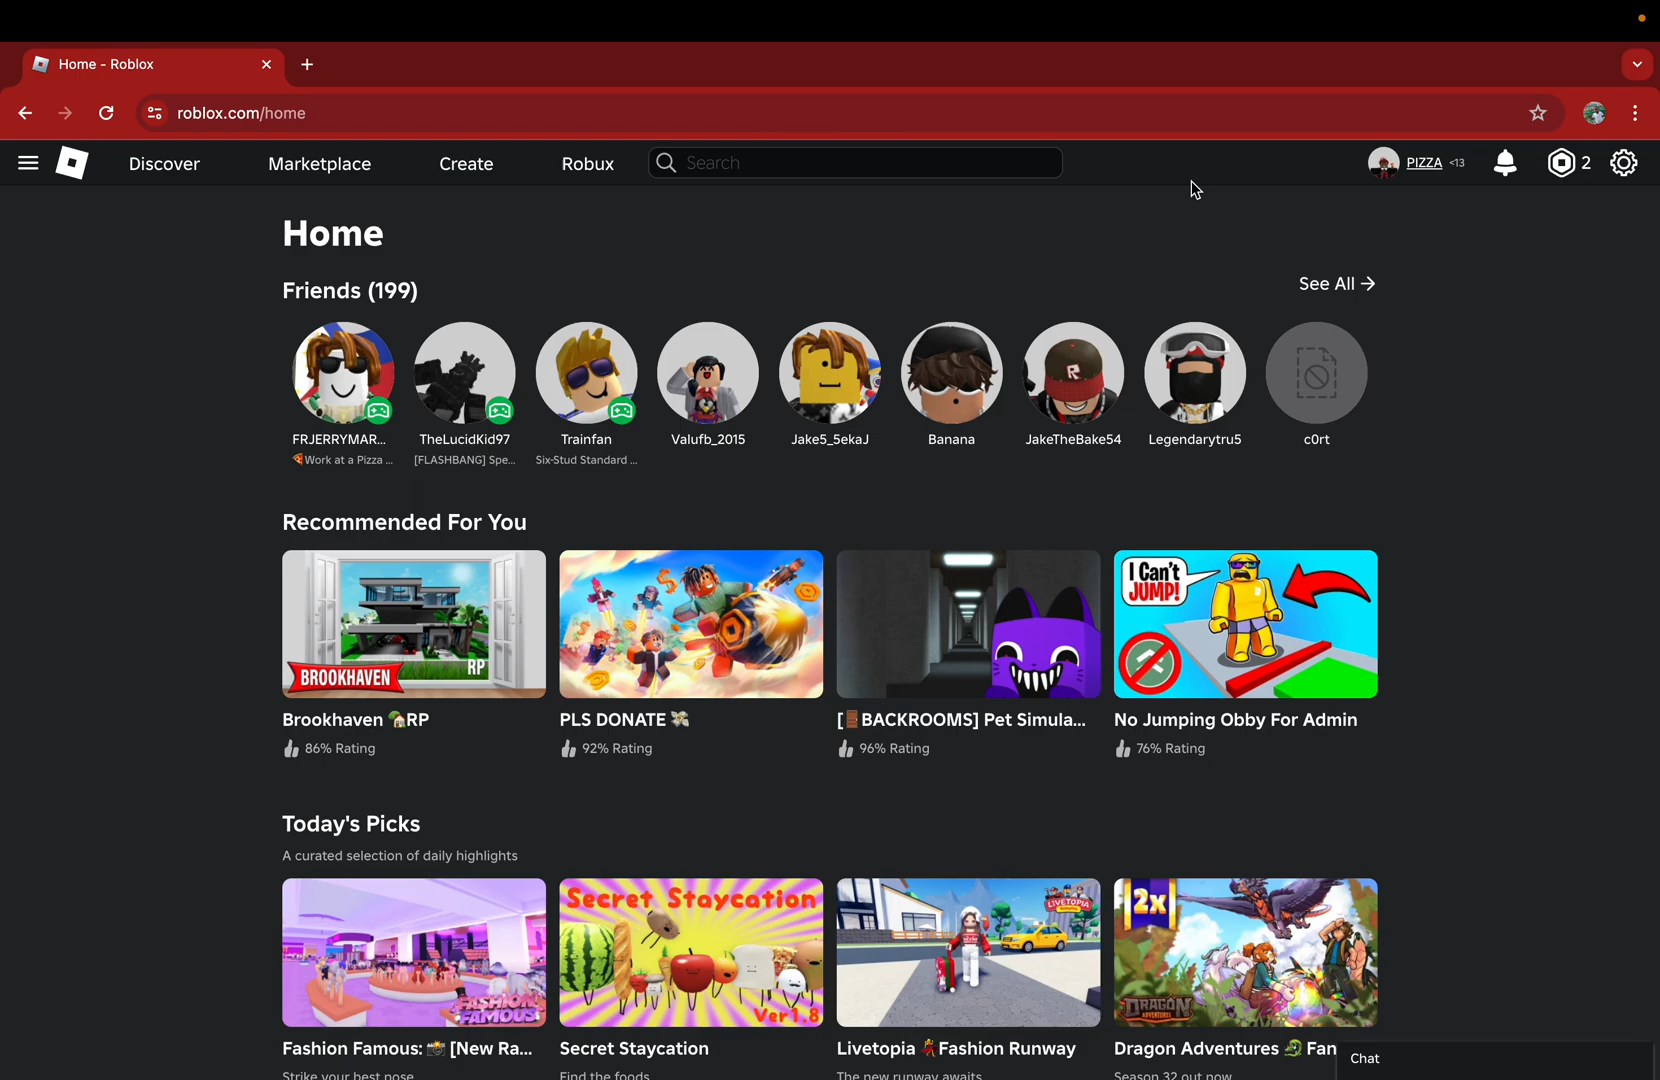 Home - Roblox
roblox.com/home
Discover
Marketplace
Create
Robux
Search
PIZZA <13
2
Home
Friends (199)
See All →
FRJERRYMAR...
TheLucidKid97
Trainfan
Valufb_2015
Jake5_5ekaJ
Banana
JakeTheBake54
Legendarytru5
c0rt
🍕Work at a Pizza ...
[FLASHBANG] Spe...
Six-Stud Standard ...
Recommended For You
BROOKHAVEN
RP
I Can't
JUMP!
R
Brookhaven 🏡RP
PLS DONATE 💸
[🚪BACKROOMS] Pet Simula...
No Jumping Obby For Admin
86% Rating
92% Rating
96% Rating
76% Rating
Today's Picks
A curated selection of daily highlights
FASHION
FAMOUS
Secret Staycation
Ver1.8
LIVETOPIA
2x
DRAGON
ADVENTURES
Fashion Famous: 📸 [New Ra...
Secret Staycation
Livetopia 💃Fashion Runway
Dragon Adventures 🐉 Fan
Strike your best pose
Find the foods
The new runway awaits
Season 32 out now
Chat